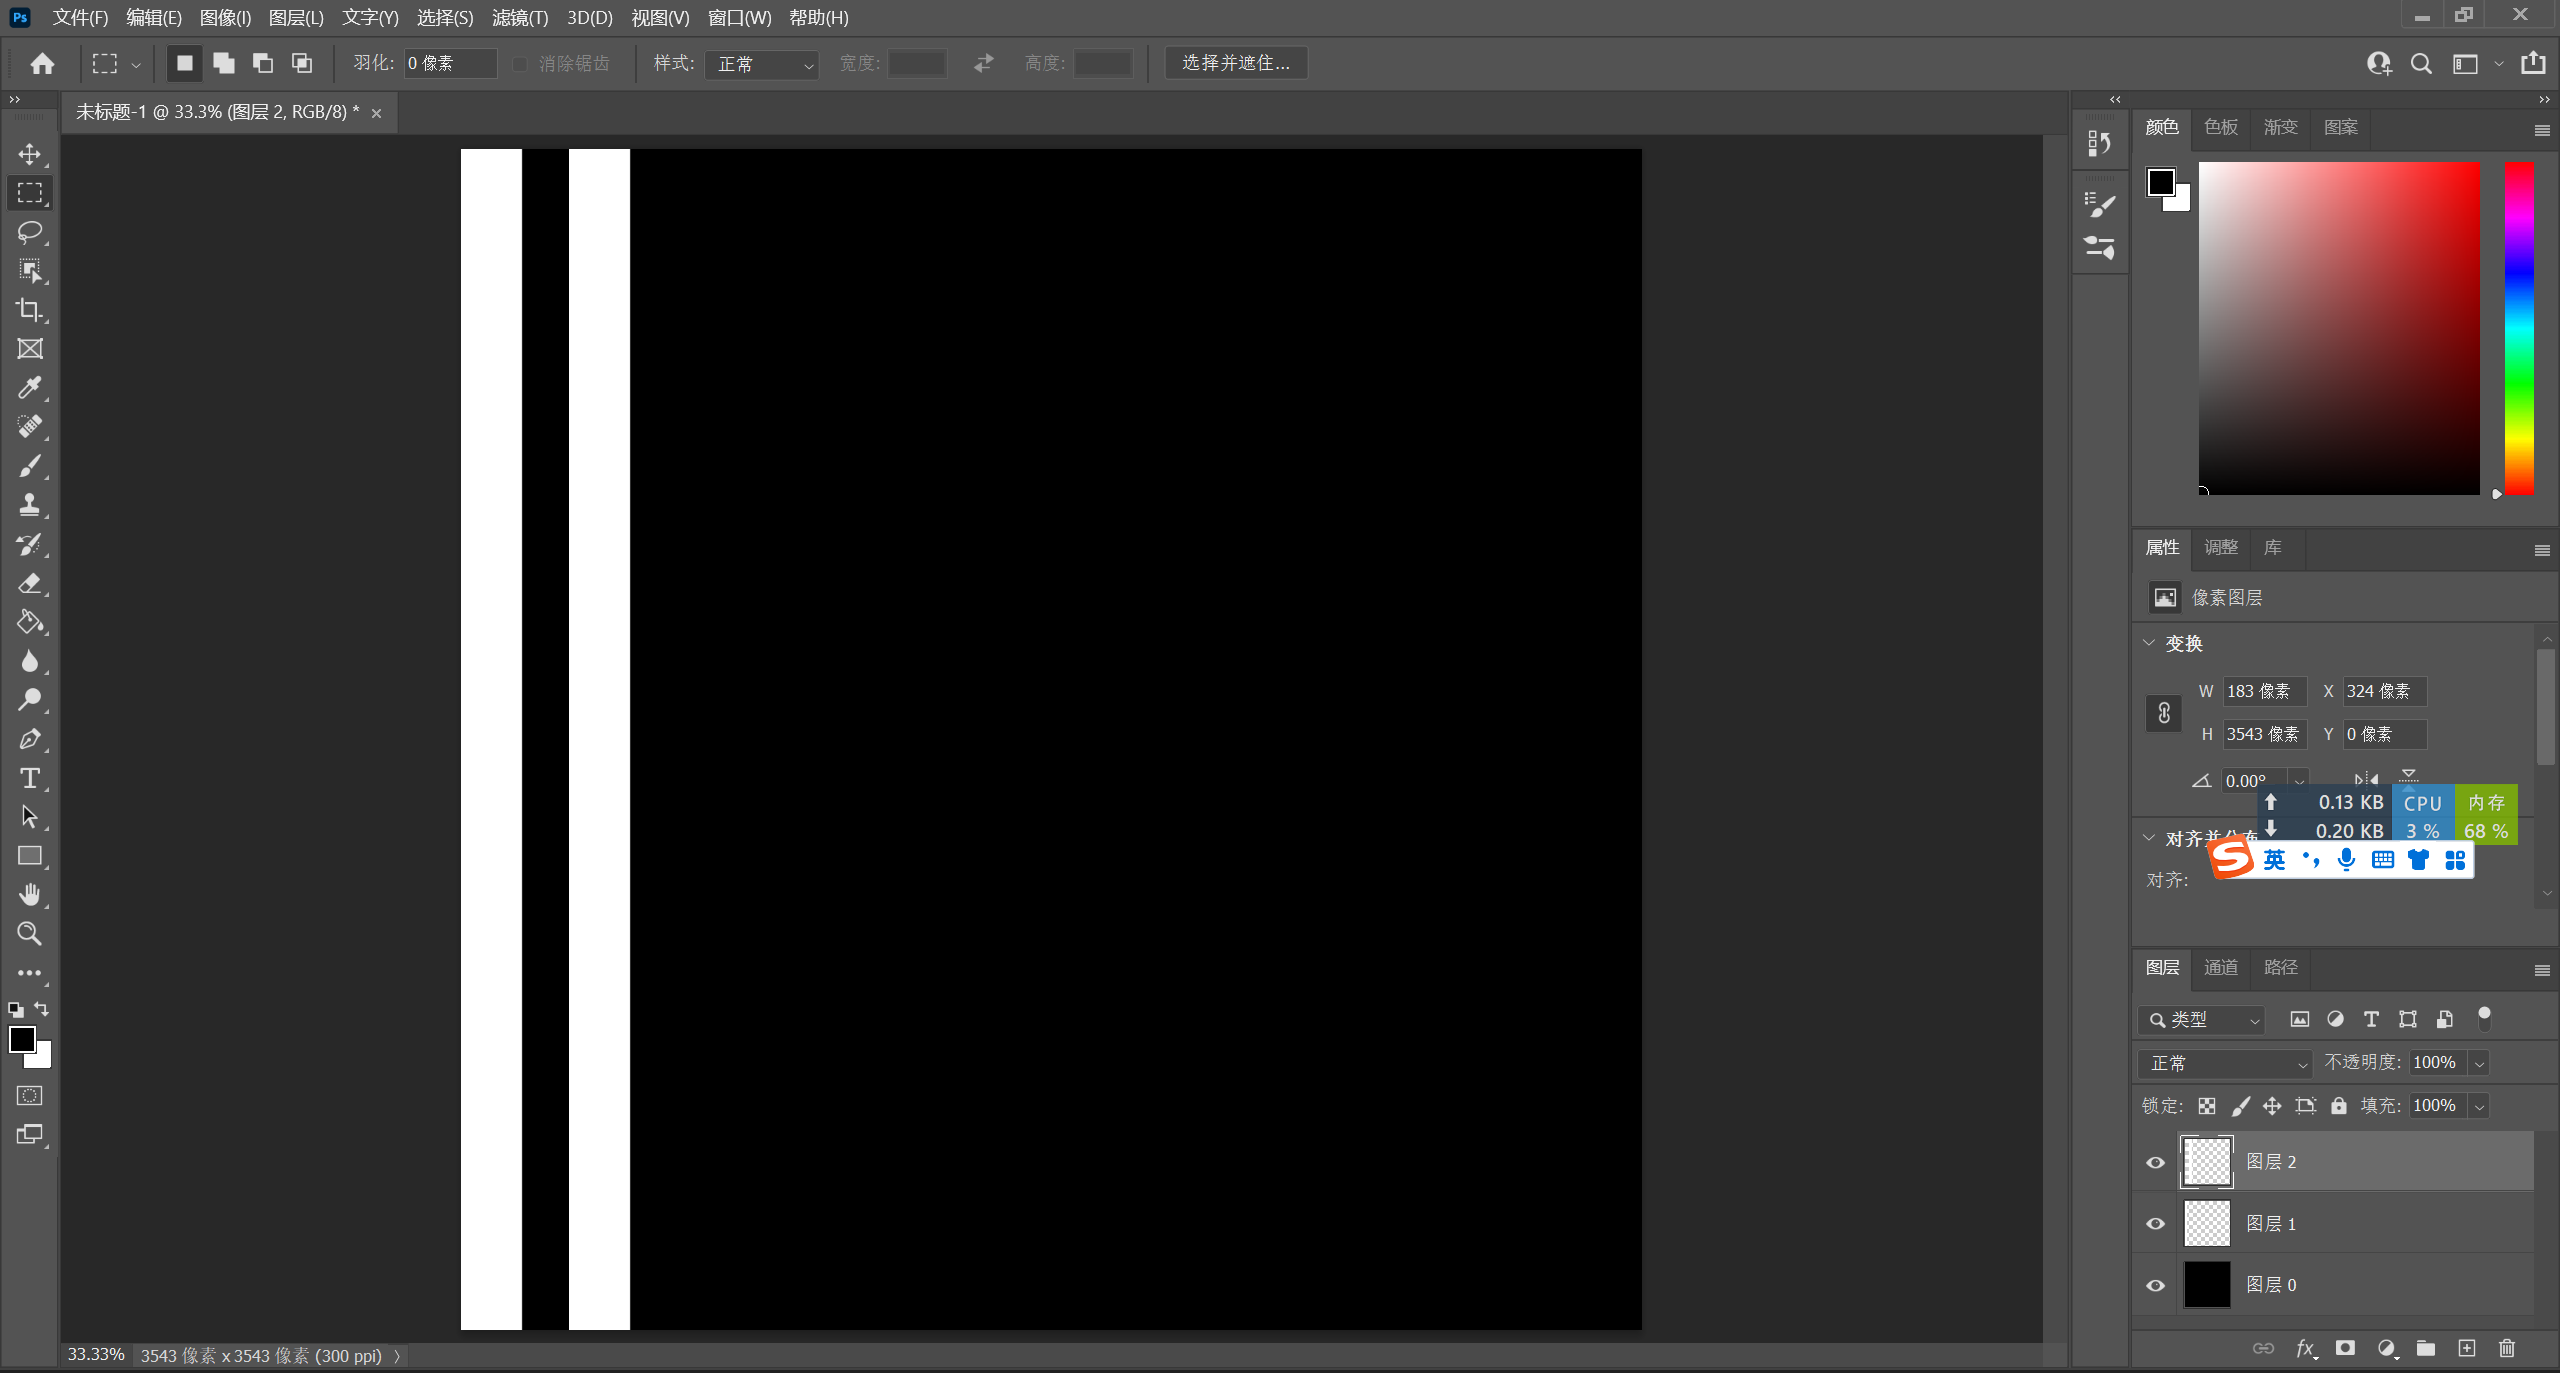 Ps 文件(F) 编辑(E) 图像(I) 图层(L) 文字(Y) 选择(S) 滤镜(T) 3D(D) 视图(V) 窗口(W) 帮助(H)
羽化: 0 像素 消除锯齿 样式: 正常 宽度: 高度: 选择并遮住...
未标题-1 @ 33.3% (图层 2, RGB/8) *
颜色 色板 渐变 图案
属性 调整 库
像素图层
变换
W 183 像素 X 324 像素
H 3543 像素 Y 0 像素
0.00°
0.13 KB CPU 内存
0.20 KB 3 % 68 %
对齐并分布
英
对齐:
图层 通道 路径
类型
正常 不透明度: 100%
锁定: 填充: 100%
图层 2
图层 1
图层 0
fx
33.33% 3543 像素 x 3543 像素 (300 ppi)